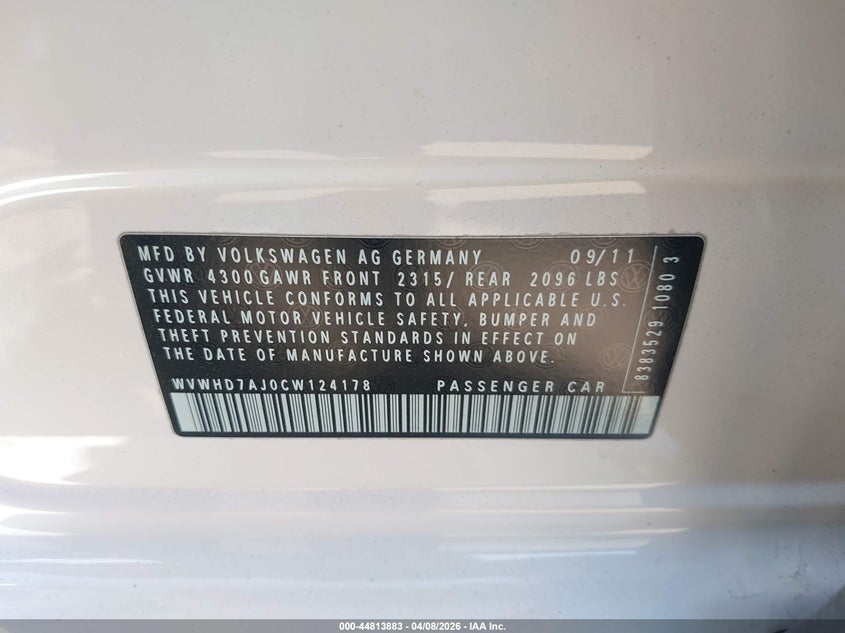 MFD BY VOLKSWAGEN AG GERMANY 09/11
GVWR 4300 GAWR FRONT 2315/ REAR 2096 LBS
THIS VEHICLE CONFORMS TO ALL APPLICABLE U.S.
FEDERAL MOTOR VEHICLE SAFETY, BUMPER AND
THEFT PREVENTION STANDARDS IN EFFECT ON
THE DATE OF MANUFACTURE SHOWN ABOVE.
WVWHD7AJ0CW124178 PASSENGER CAR
8383529 1080 3
000-44813883 - 04/08/2026 - IAA Inc.